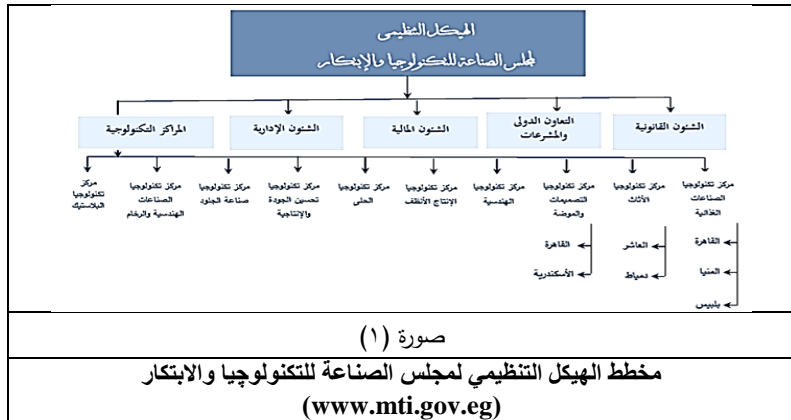 الهيكل التنظيمى
لمجلس الصناعة للتكنولوجيا والإبتكار
الشئون القانونية
التعاون الدولى
والمشرعات
الشئون المالية
الشئون الإدارية
المراكز التكنولوجية
مركز تكنولوجيا
الصناعات
الغذائية
مركز تكنولوجيا
الأثاث
مركز تكنولوجيا
التصميمات
والموضة
مركز تكنولوجيا
الهندسية
مركز تكنولوجيا
الإنتاج الأنظف
مركز تكنولوجيا
الحلى
مركز تكنولوجيا
تحسين الجودة
والإنتاجية
مركز تكنولوجيا
صناعة الجلود
مركز تكنولوجيا
الصناعات
الهندسية والرخام
مركز
تكنولوجيا
البلاستيك
القاهرة
المنيا
بلبيس
العاشر
دمياط
القاهرة
الأسكندرية
صورة (١)
مخطط الهيكل التنظيمي لمجلس الصناعة للتكنولوچيا والابتكار
(www.mti.gov.eg)